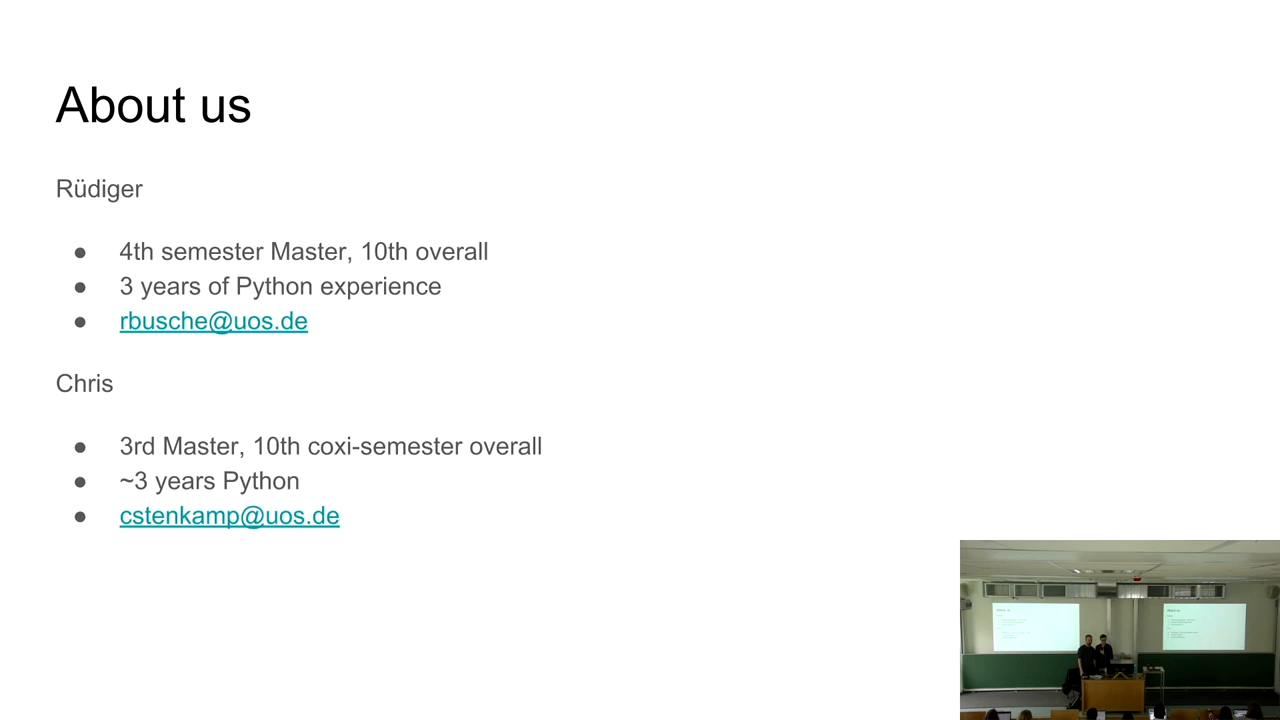 About us
Rüdiger
● 4th semester Master, 10th overall
● 3 years of Python experience
● rbusche@uos.de
Chris
● 3rd Master, 10th coxi-semester overall
● ~3 years Python
● cstenkamp@uos.de